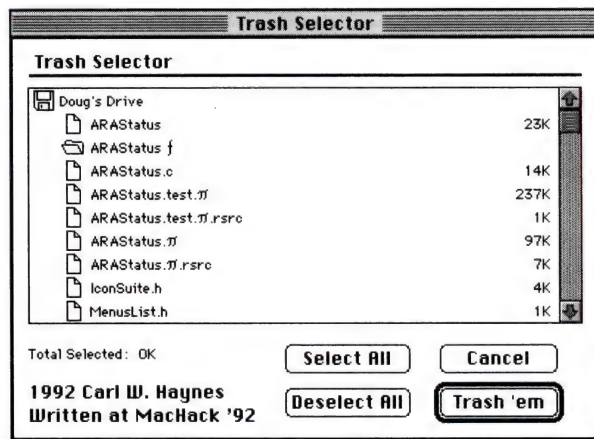 Trash Selector
Trash Selector
Doug's Drive
ARAStatus 23K
ARAStatus ƒ
ARAStatus.c 14K
ARAStatus.test.π 237K
ARAStatus.test.π.rsrc 1K
ARAStatus.π 97K
ARAStatus.π.rsrc 7K
IconSuite.h 4K
MenusList.h 1K
Total Selected: 0K
Select All
Cancel
1992 Carl W. Haynes
Written at MacHack '92
Deselect All
Trash 'em